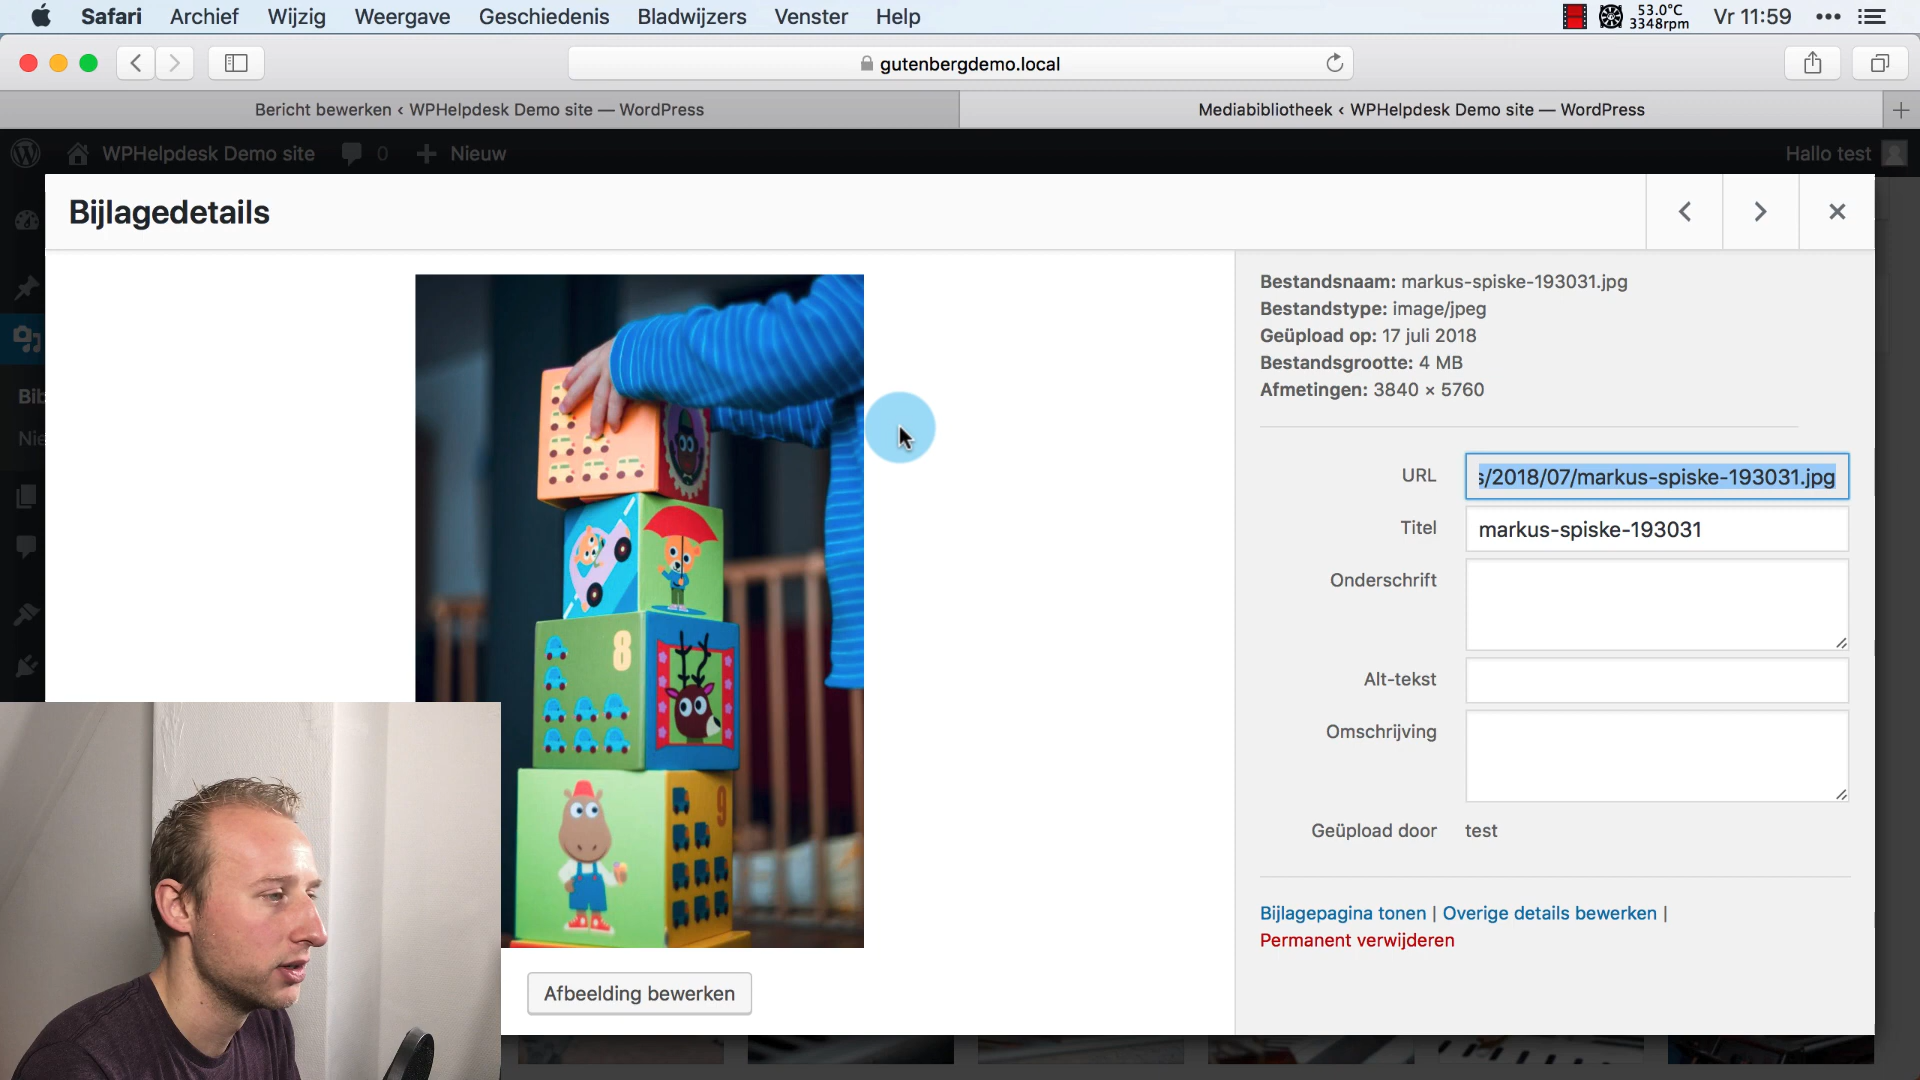 Safari Archief Wijzig Weergave Geschiedenis Bladwijzers Venster Help 53.0°C 3348rpm Vr 11:59
gutenbergdemo.local
Bericht bewerken ‹ WPHelpdesk Demo site — WordPress Mediabibliotheek ‹ WPHelpdesk Demo site — WordPress
WPHelpdesk Demo site 0 Nieuw Hallo test
Bijlagedetails
Bestandsnaam: markus-spiske-193031.jpg
Bestandstype: image/jpeg
Geüpload op: 17 juli 2018
Bestandsgrootte: 4 MB
Afmetingen: 3840 × 5760
Bib
Nie
URL s/2018/07/markus-spiske-193031.jpg
Titel markus-spiske-193031
Onderschrift
Alt-tekst
Omschrijving
Geüpload door test
8
9
Bijlagepagina tonen | Overige details bewerken |
Permanent verwijderen
Afbeelding bewerken